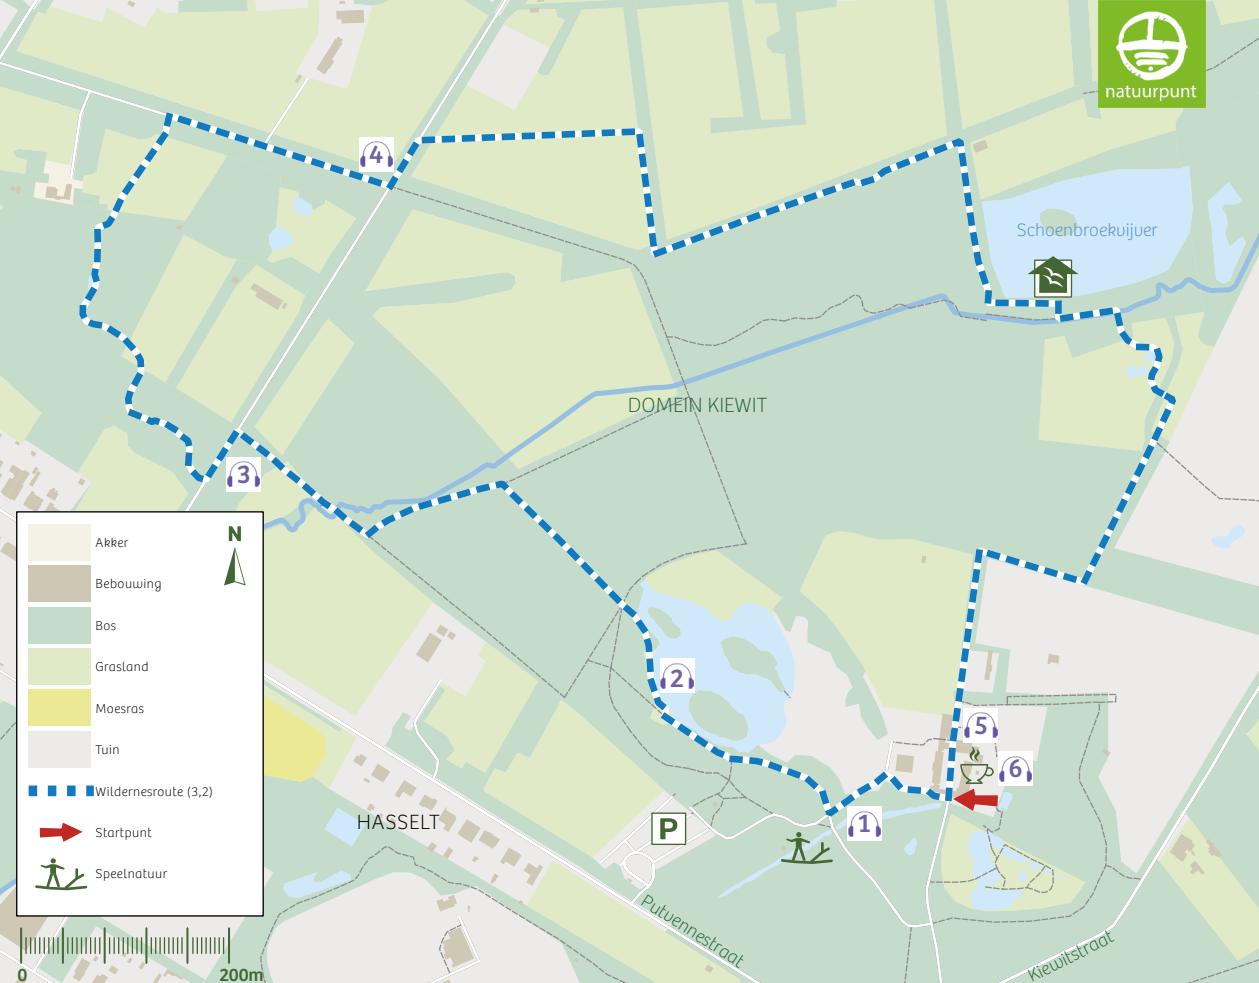 natuurpunt
4
Schoenbroekvijver
DOMEIN KIEWIT
3
N
Akker
Bebouwing
Bos
Grasland
Moesras
Tuin
Wildernesroute (3,2)
Startpunt
Speelnatuur
2
5
6
1
HASSELT
P
Putvennestraat
Kiewitstraat
0 200m